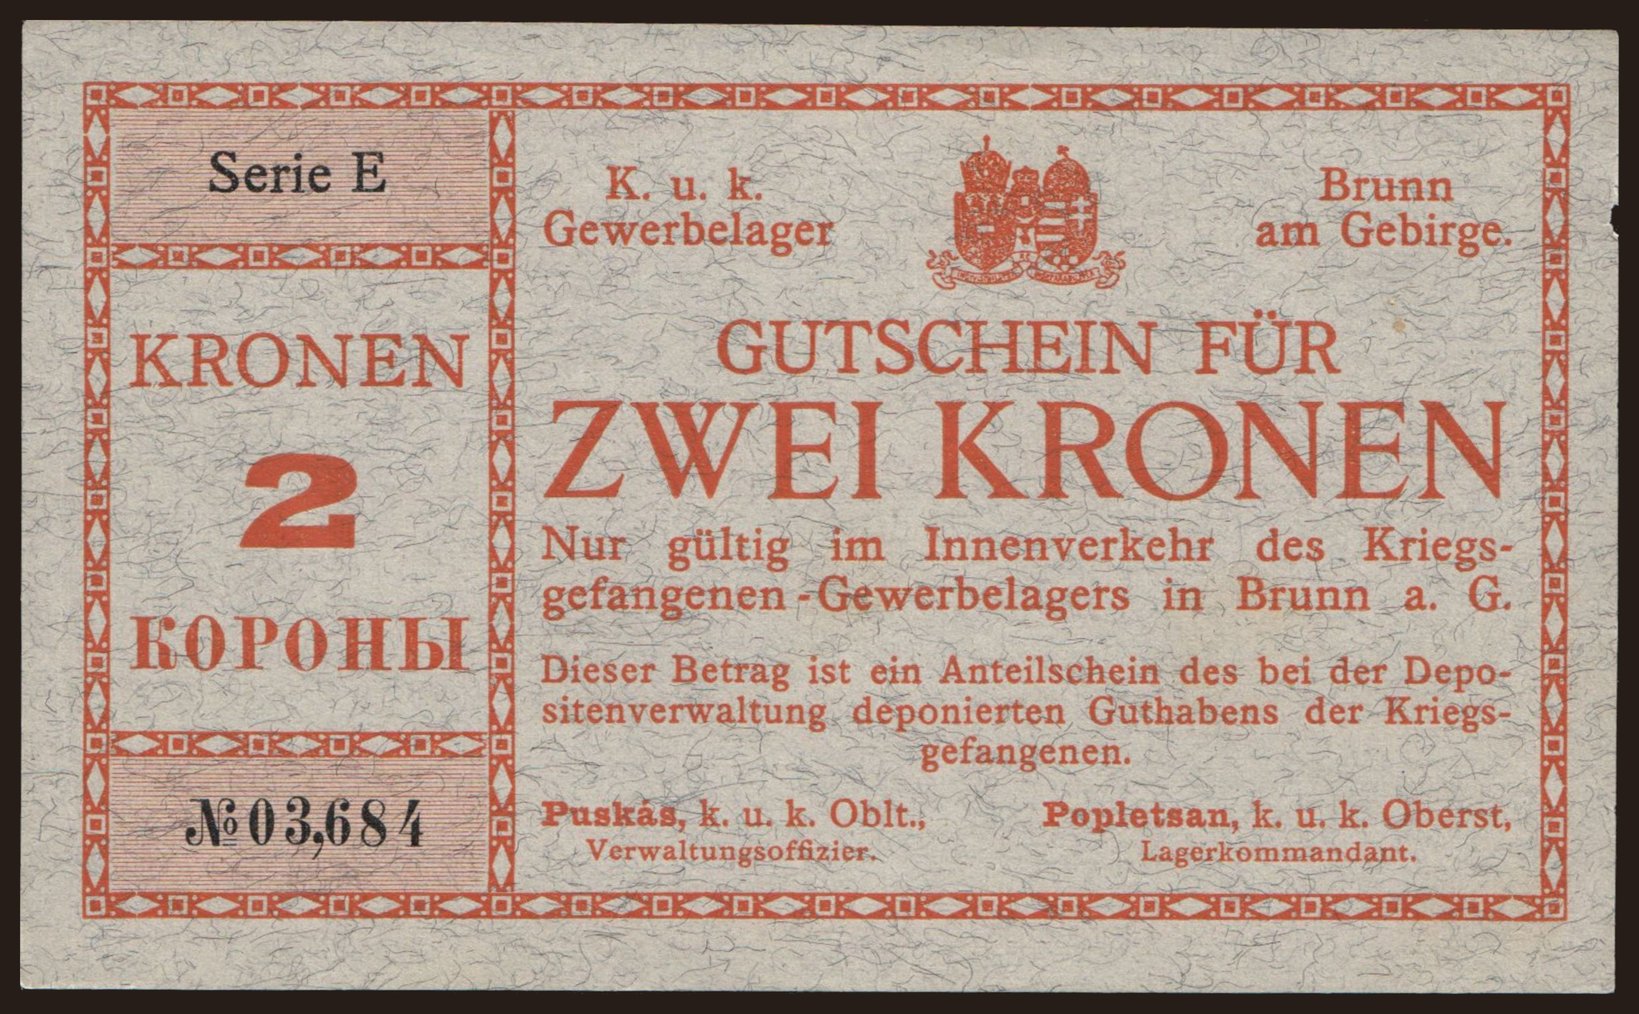 Serie E
KRONEN
2
КОРОНЫ
№ 03,684
K. u. k.
Gewerbelager
Brunn
am Gebirge.
GUTSCHEIN FÜR
ZWEI KRONEN
Nur gültig im Innenverkehr des Kriegs-
gefangenen-Gewerbelagers in Brunn a. G.
Dieser Betrag ist ein Anteilschein des bei der Depo-
sitenverwaltung deponierten Guthabens der Kriegs-
gefangenen.
Puskás, k. u. k. Oblt.,
Verwaltungsoffizier.
Popletsan, k. u. k. Oberst,
Lagerkommandant.